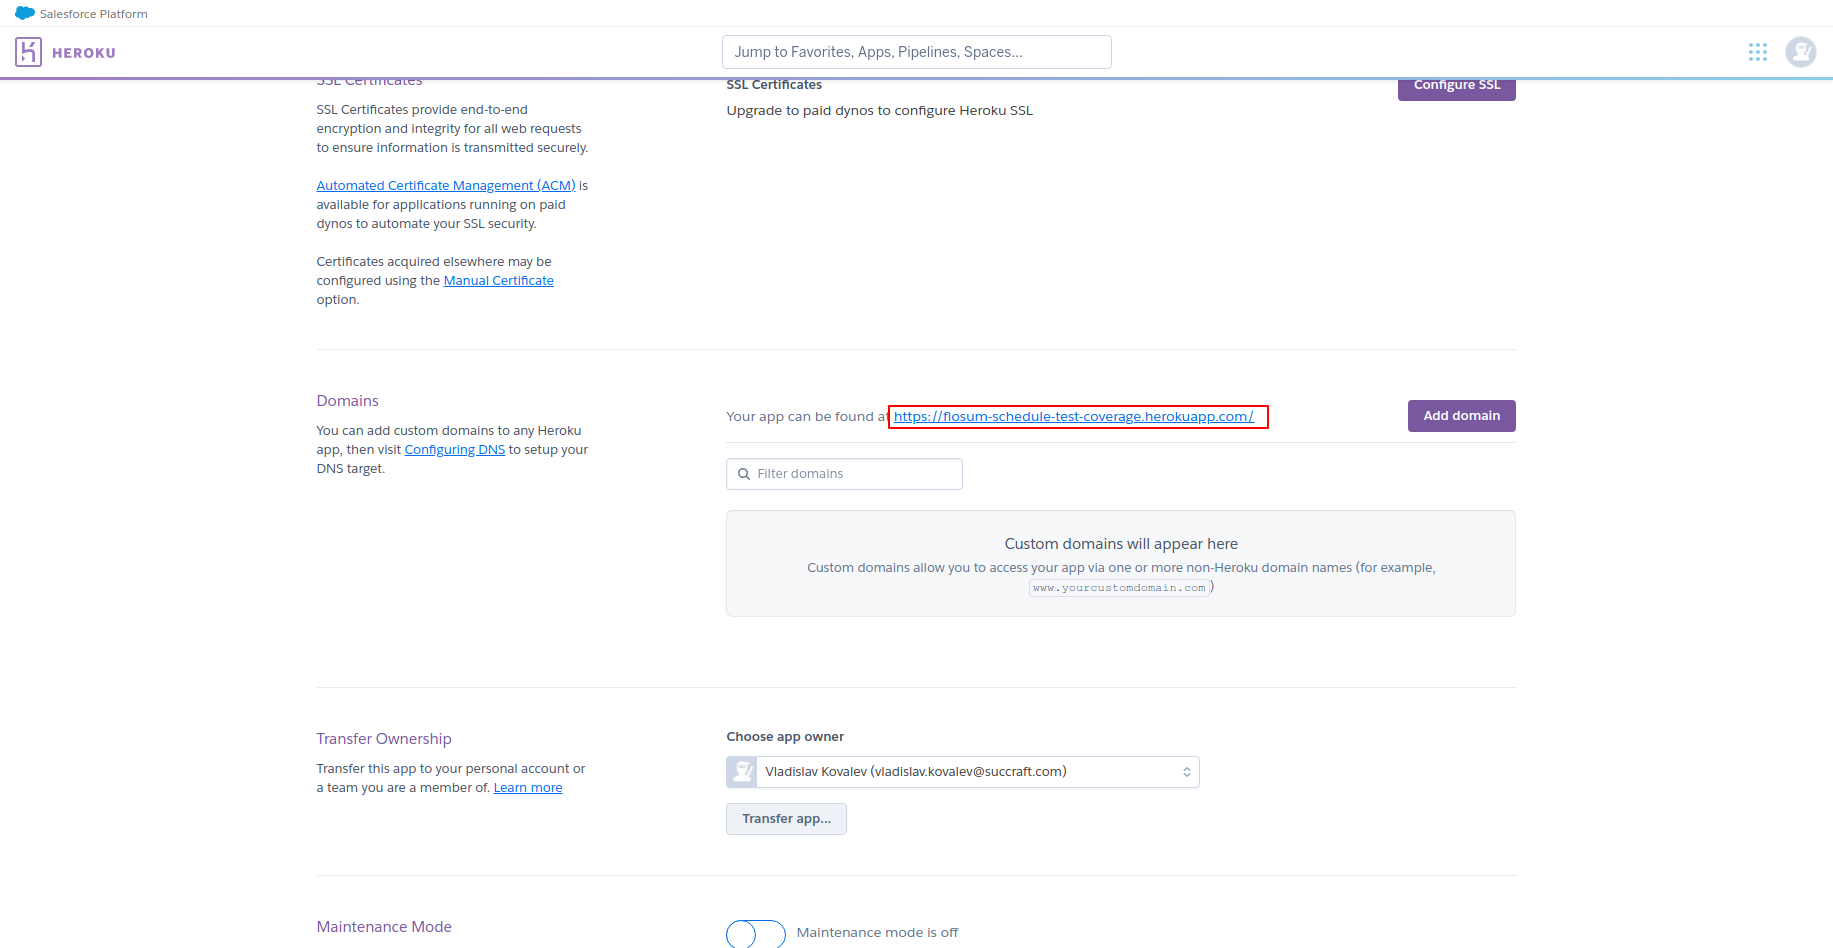 Salesforce Platform
HEROKU
Jump to Favorites, Apps, Pipelines, Spaces...
SSL Certificates
SSL Certificates provide end-to-end
encryption and integrity for all web requests
to ensure information is transmitted securely.
Automated Certificate Management (ACM) is
available for applications running on paid
dynos to automate your SSL security.
Certificates acquired elsewhere may be
configured using the Manual Certificate
option.
SSL Certificates
Upgrade to paid dynos to configure Heroku SSL
Configure SSL
Domains
You can add custom domains to any Heroku
app, then visit Configuring DNS to setup your
DNS target.
Your app can be found at https://flosum-schedule-test-coverage.herokuapp.com/
Add domain
Filter domains
Custom domains will appear here
Custom domains allow you to access your app via one or more non-Heroku domain names (for example,
www.yourcustomdomain.com)
Transfer Ownership
Transfer this app to your personal account or
a team you are a member of. Learn more
Choose app owner
Vladislav Kovalev (vladislav.kovalev@succraft.com)
Transfer app...
Maintenance Mode
Maintenance mode is off